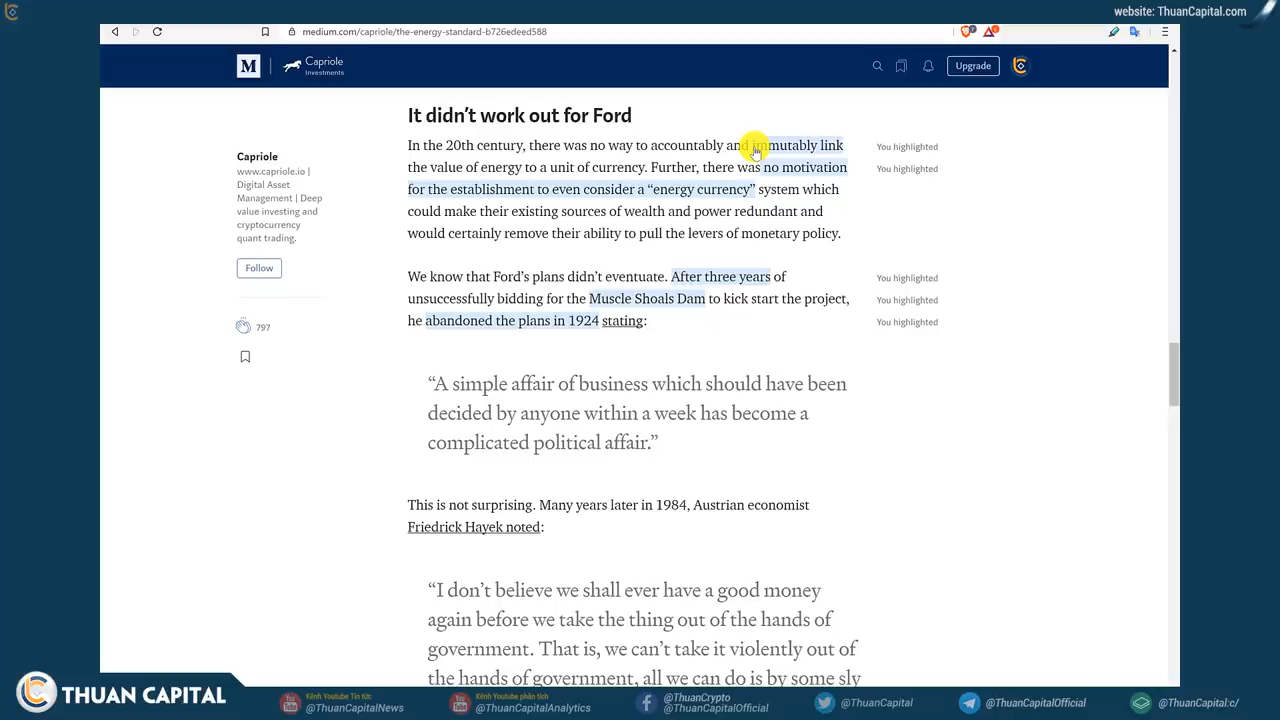 website: ThuanCapital.com
medium.com/capriole/the-energy-standard-b726edeed588
M
Capriole
Investments
Upgrade
It didn’t work out for Ford
In the 20th century, there was no way to accountably and immutably link
the value of energy to a unit of currency. Further, there was no motivation
for the establishment to even consider a “energy currency” system which
could make their existing sources of wealth and power redundant and
would certainly remove their ability to pull the levers of monetary policy.
You highlighted
You highlighted
Capriole
www.capriole.io |
Digital Asset
Management | Deep
value investing and
cryptocurrency
quant trading.
Follow
797
We know that Ford’s plans didn’t eventuate. After three years of
unsuccessfully bidding for the Muscle Shoals Dam to kick start the project,
he abandoned the plans in 1924 stating:
You highlighted
You highlighted
You highlighted
“A simple affair of business which should have been
decided by anyone within a week has become a
complicated political affair.”
This is not surprising. Many years later in 1984, Austrian economist
Friedrick Hayek noted:
“I don’t believe we shall ever have a good money
again before we take the thing out of the hands of
government. That is, we can’t take it violently out of
the hands of government, all we can do is by some sly
THUAN CAPITAL
Kênh Youtube Tin tức
@ThuanCapitalNews
Kênh Youtube phân tích
@ThuanCapitalAnalytics
@ThuanCrypto
@ThuanCapitalOfficial
@ThuanCapital
@ThuanCapitalOfficial
@ThuanCapital:c/